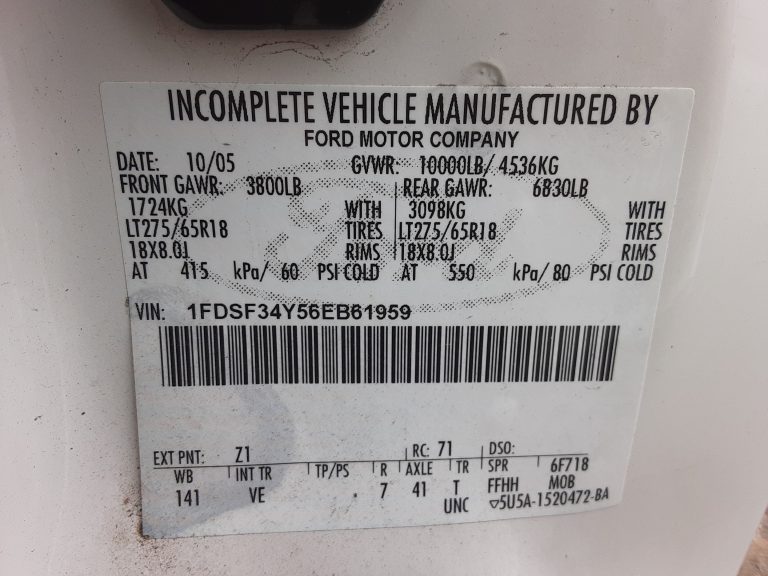 INCOMPLETE VEHICLE MANUFACTURED BY
FORD MOTOR COMPANY
DATE: 10/05 GVWR: 10000LB/ 4536KG
FRONT GAWR: 3800LB REAR GAWR: 6830LB
1724KG WITH 3098KG WITH
LT275/65R18 TIRES LT275/65R18 TIRES
18X8.0J RIMS 18X8.0J RIMS
AT 415 kPa/ 60 PSI COLD AT 550 kPa/ 80 PSI COLD
VIN: 1FDSF34Y56EB61959
EXT PNT: Z1 RC: 71 DSO:
WB INT TR TP/PS R AXLE TR SPR 6F718
141 VE . 7 41 T FFHH MOB
UNC ▽5U5A-1520472-BA